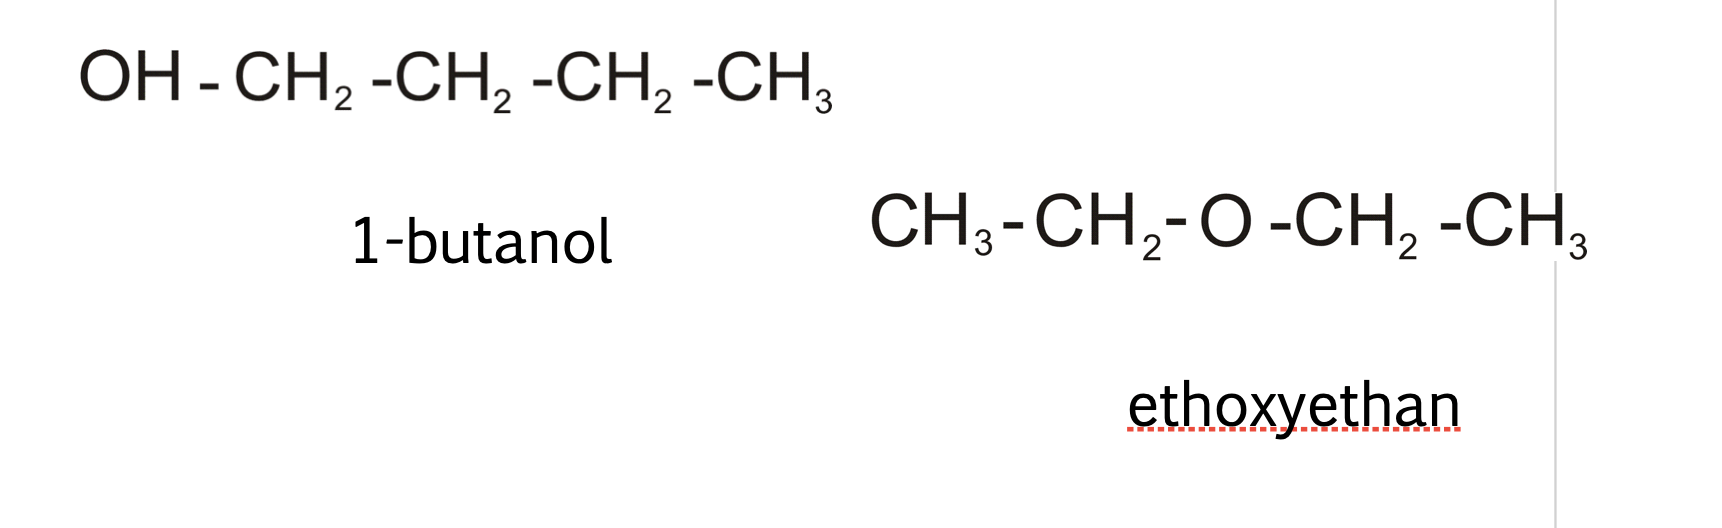 OH - CH₂ -CH₂ -CH₂ -CH₃
1-butanol
CH₃-CH₂-O -CH₂ -CH₃
ethoxyethan